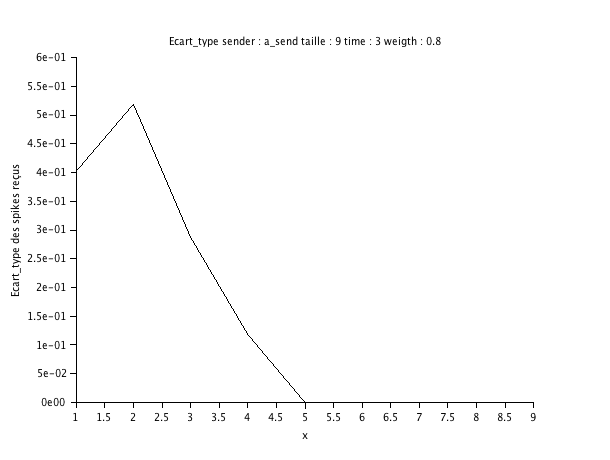 Ecart_type sender : a_send taille : 9 time : 3 weigth : 0.8
6e−01
5.5e−01
5e−01
4.5e−01
4e−01
3.5e−01
3e−01
2.5e−01
2e−01
1.5e−01
1e−01
5e−02
0e00
Ecart_type des spikes reçus
1 1.5 2 2.5 3 3.5 4 4.5 5 5.5 6 6.5 7 7.5 8 8.5 9
x